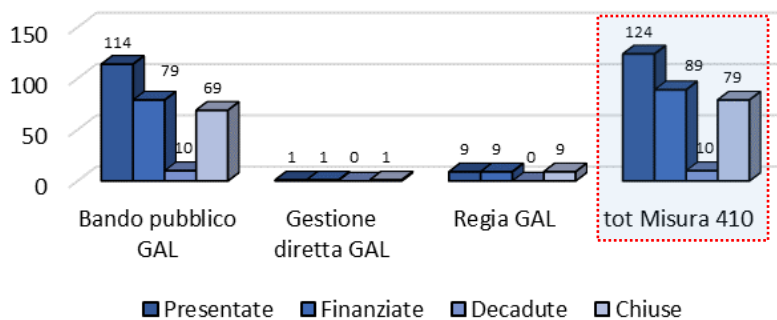 150
100
50
0
114
79
10
69
1
1
0
1
9
9
0
9
124
89
10
79
Bando pubblico
GAL
Gestione
diretta GAL
Regia GAL
tot Misura 410
Presentate
Finanziate
Decadute
Chiuse